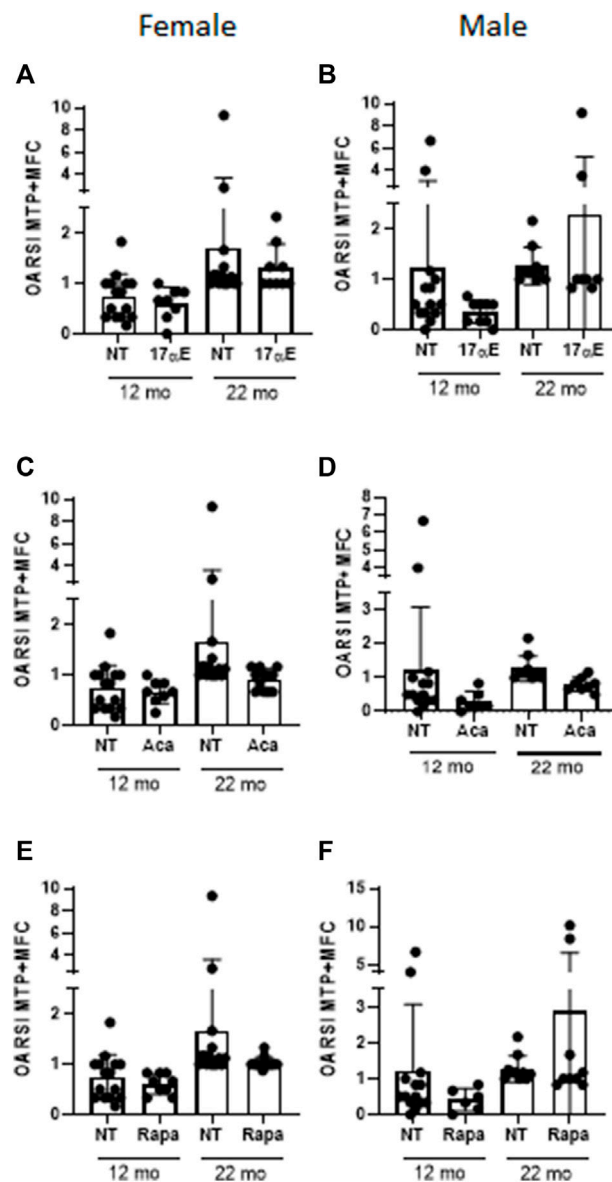 Female Male
A
10
8
6
4
2
1
0
OARSI MTP+MFC
NT 17αE NT 17αE
12 mo 22 mo
B
10
8
6
4
2
1
0
OARSI MTP+MFC
NT 17αE NT 17αE
12 mo 22 mo
C
10
8
6
4
2
1
0
OARSI MTP+MFC
NT Aca NT Aca
12 mo 22 mo
D
8
7
6
5
4
3
2
1
0
OARSI MTP+MFC
NT Aca NT Aca
12 mo 22 mo
E
10
8
6
4
2
1
0
OARSI MTP+MFC
NT Rapa NT Rapa
12 mo 22 mo
F
15
10
5
3
2
1
0
OARSI MTP+MFC
NT Rapa NT Rapa
12 mo 22 mo